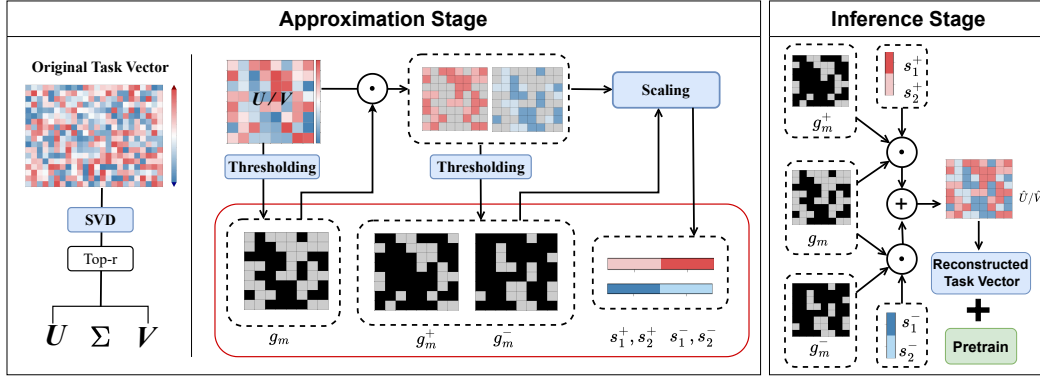 Approximation Stage
Original Task Vector
SVD
Top-r
U Σ V
U/V
Thresholding
Thresholding
Scaling
g_m
g_m^+
g_m^-
s_1^+, s_2^+ s_1^-, s_2^-
Inference Stage
g_m^+
s_1^+
s_2^+
g_m
Û/V̂
g_m^-
s_1^-
s_2^-
Reconstructed
Task Vector
Pretrain